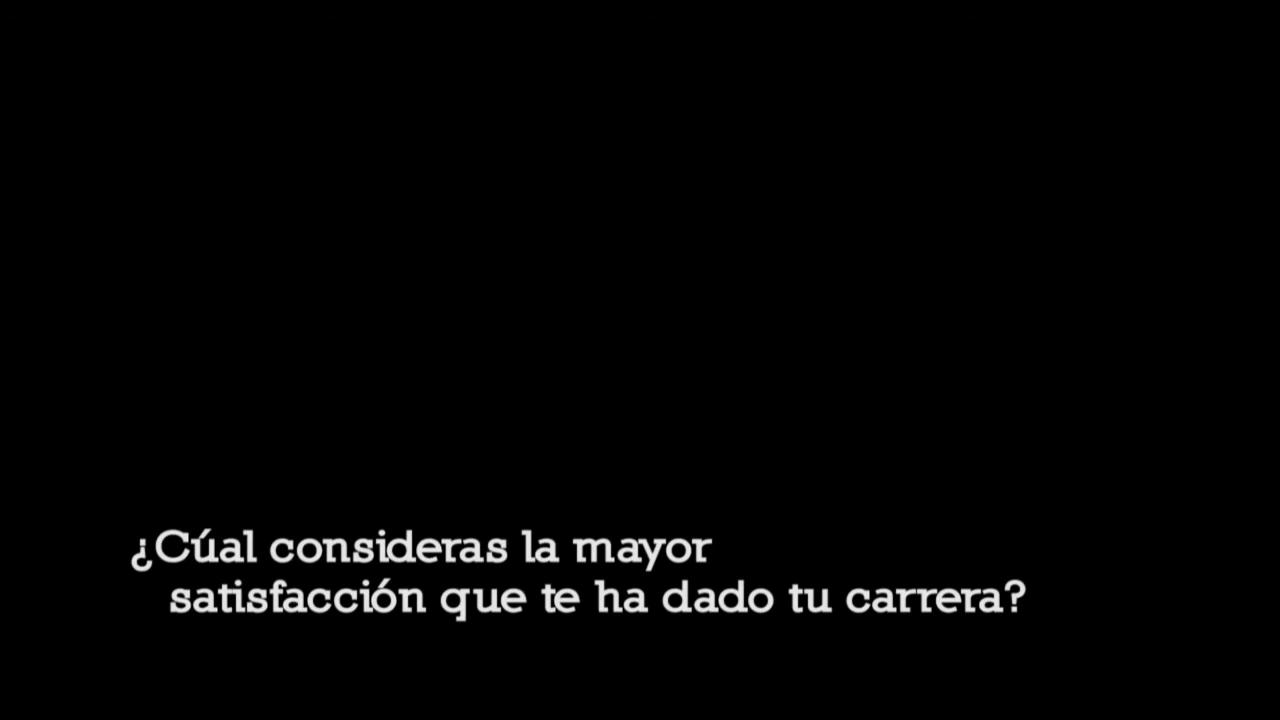 ¿Cúal consideras la mayor
satisfacción que te ha dado tu carrera?